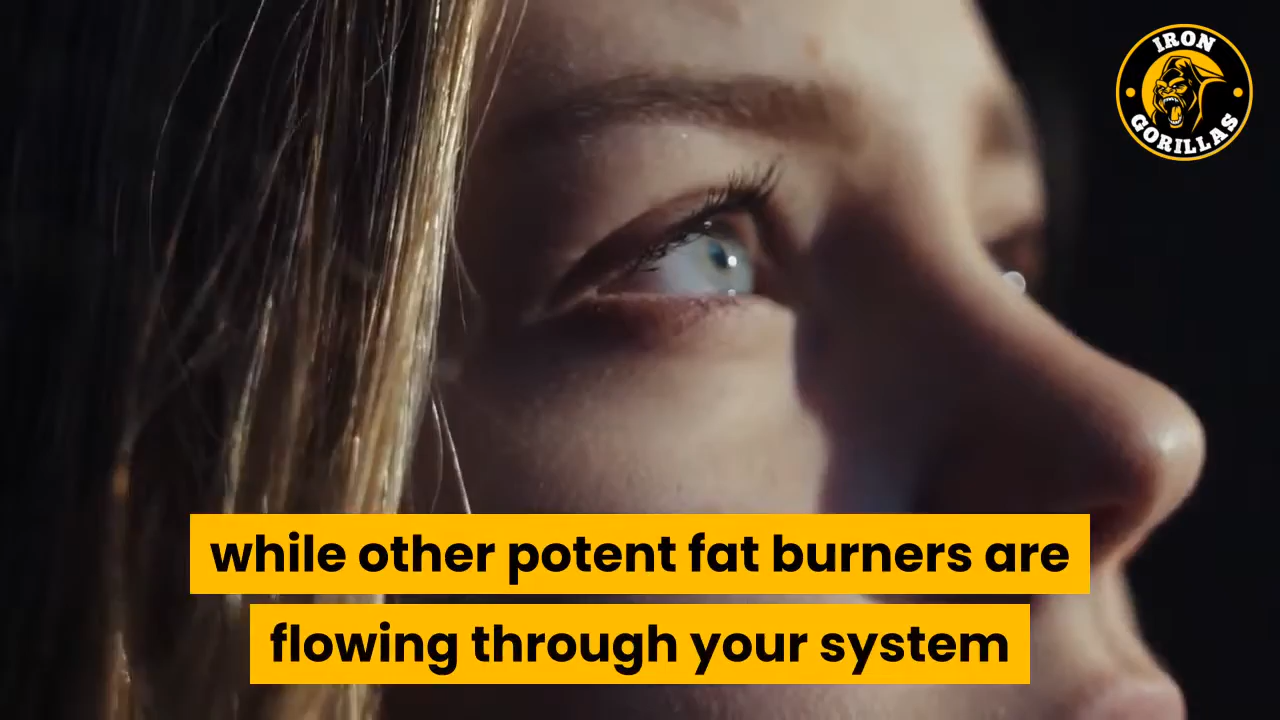 IRON
GORILLAS
while other potent fat burners are
flowing through your system